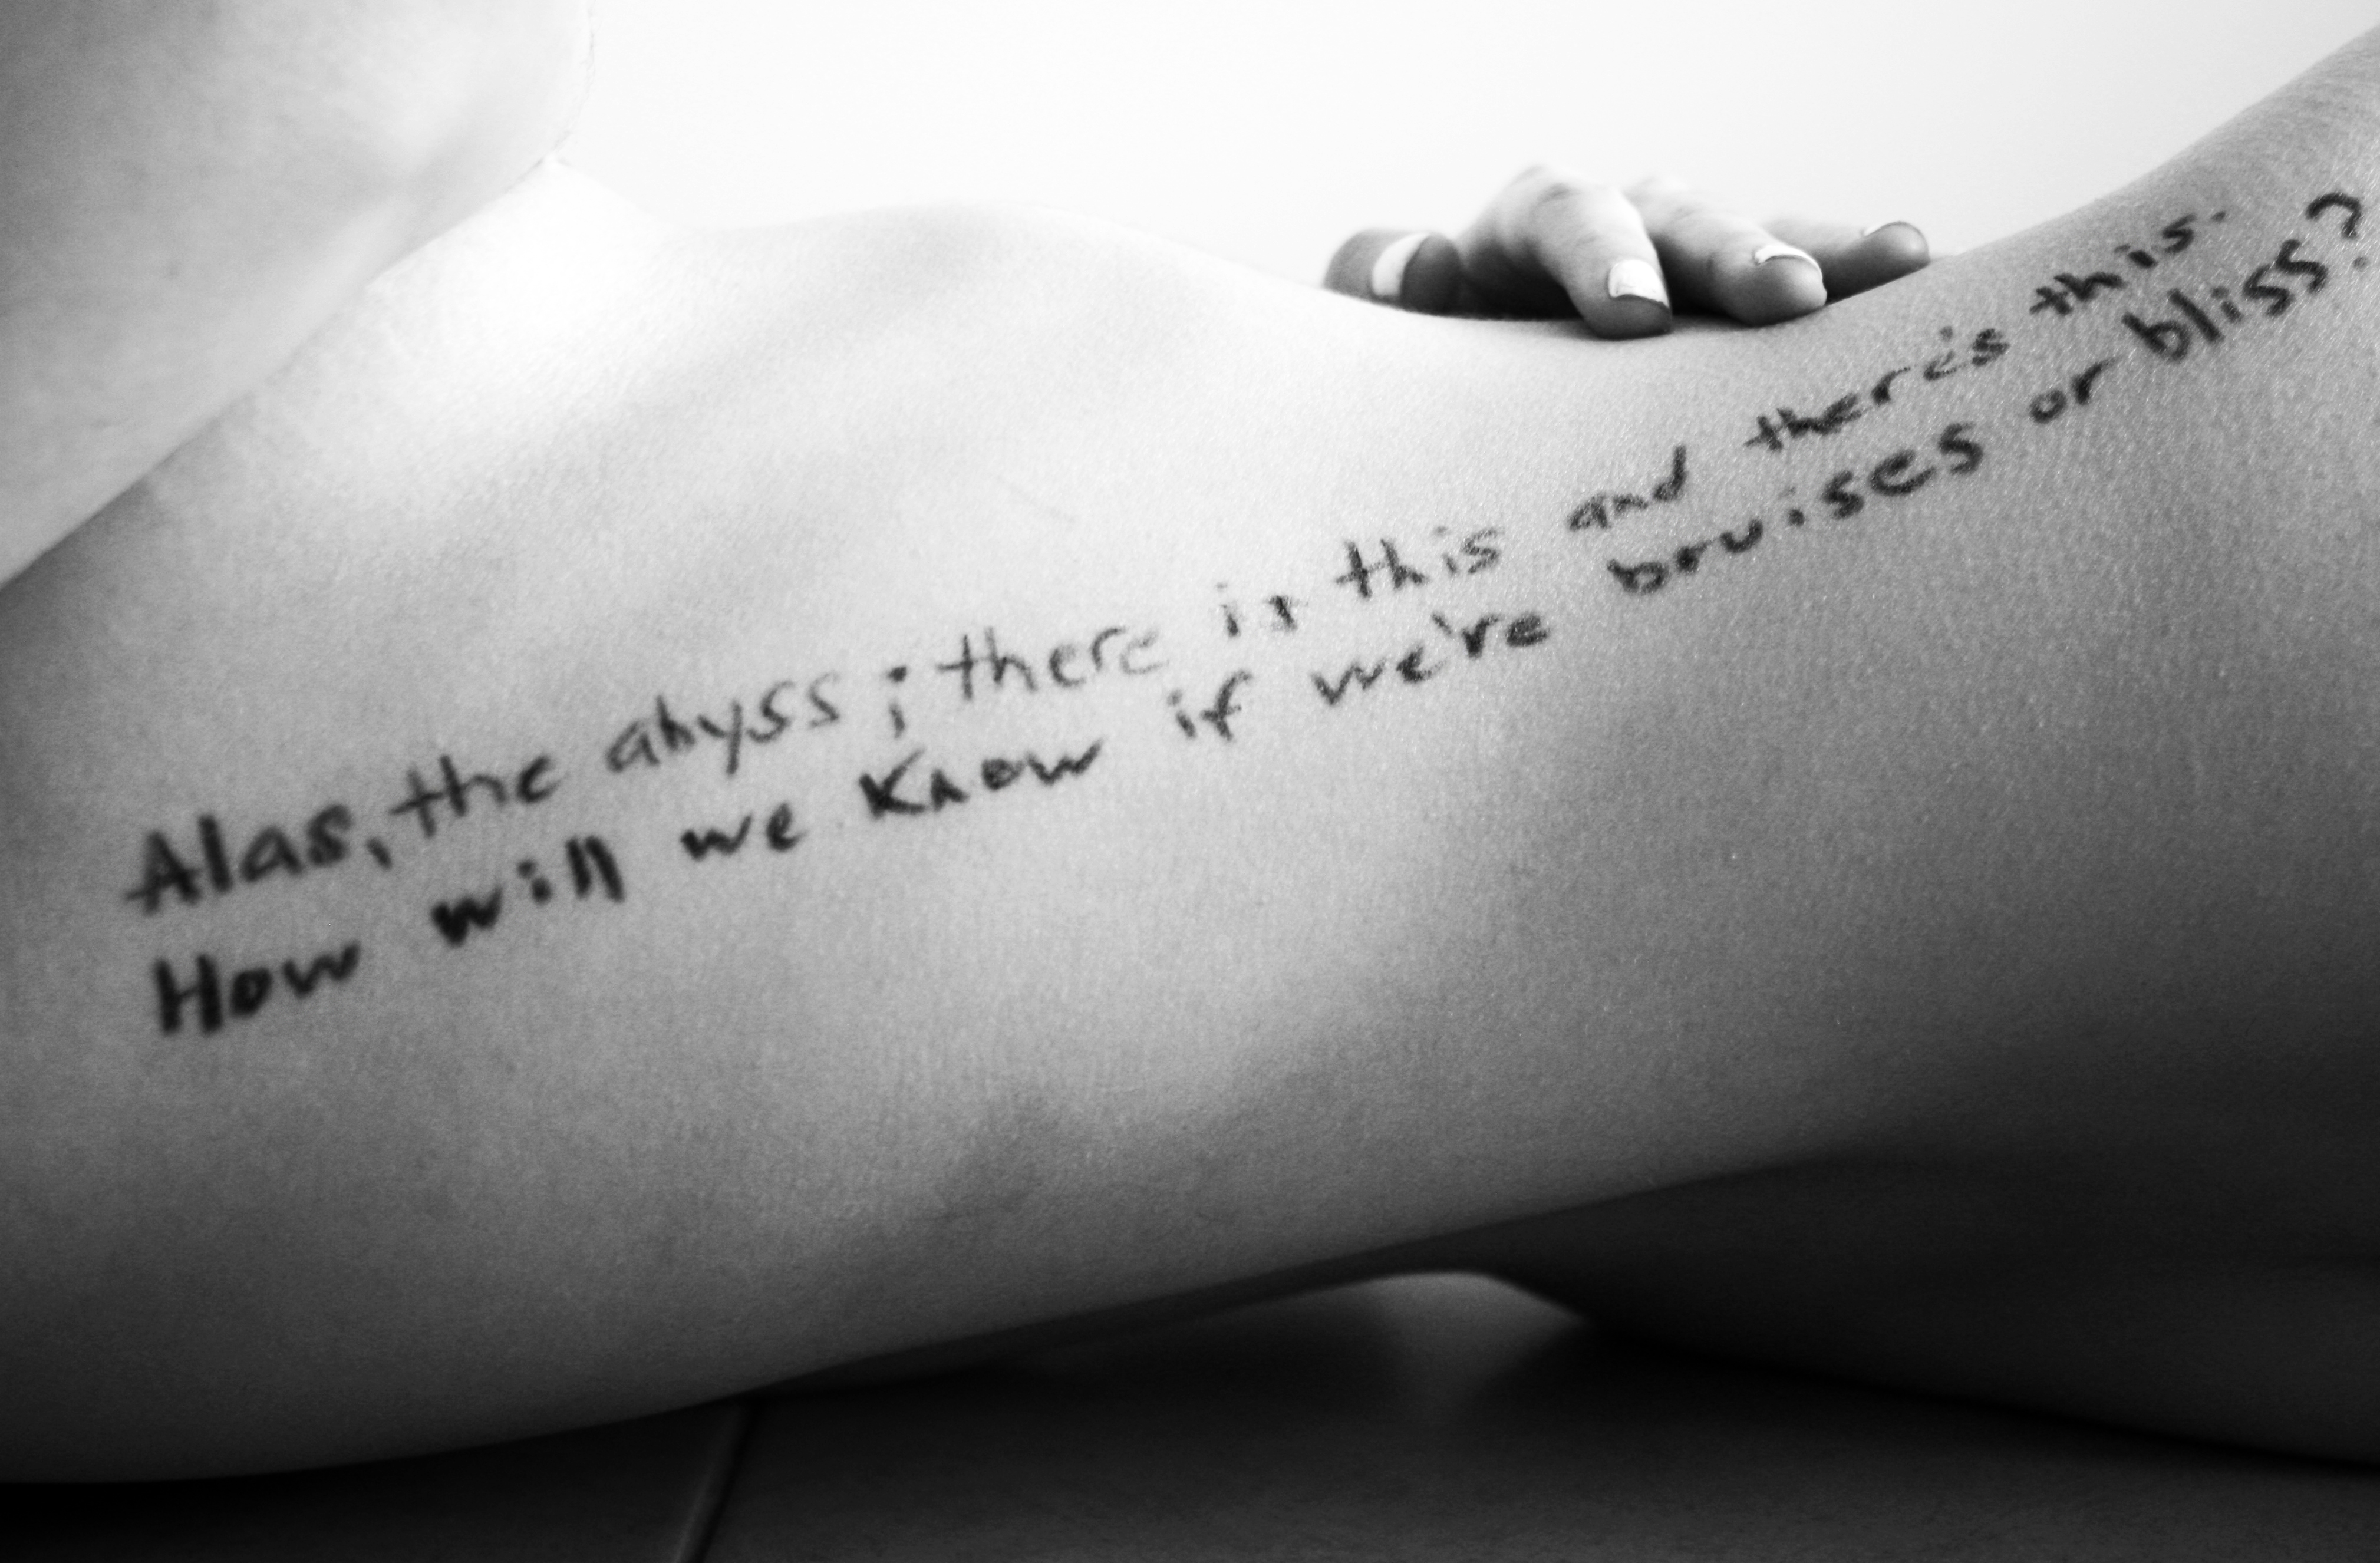 Alas, the abyss; there is this and there's this.
How will we know if we're bruises or bliss?